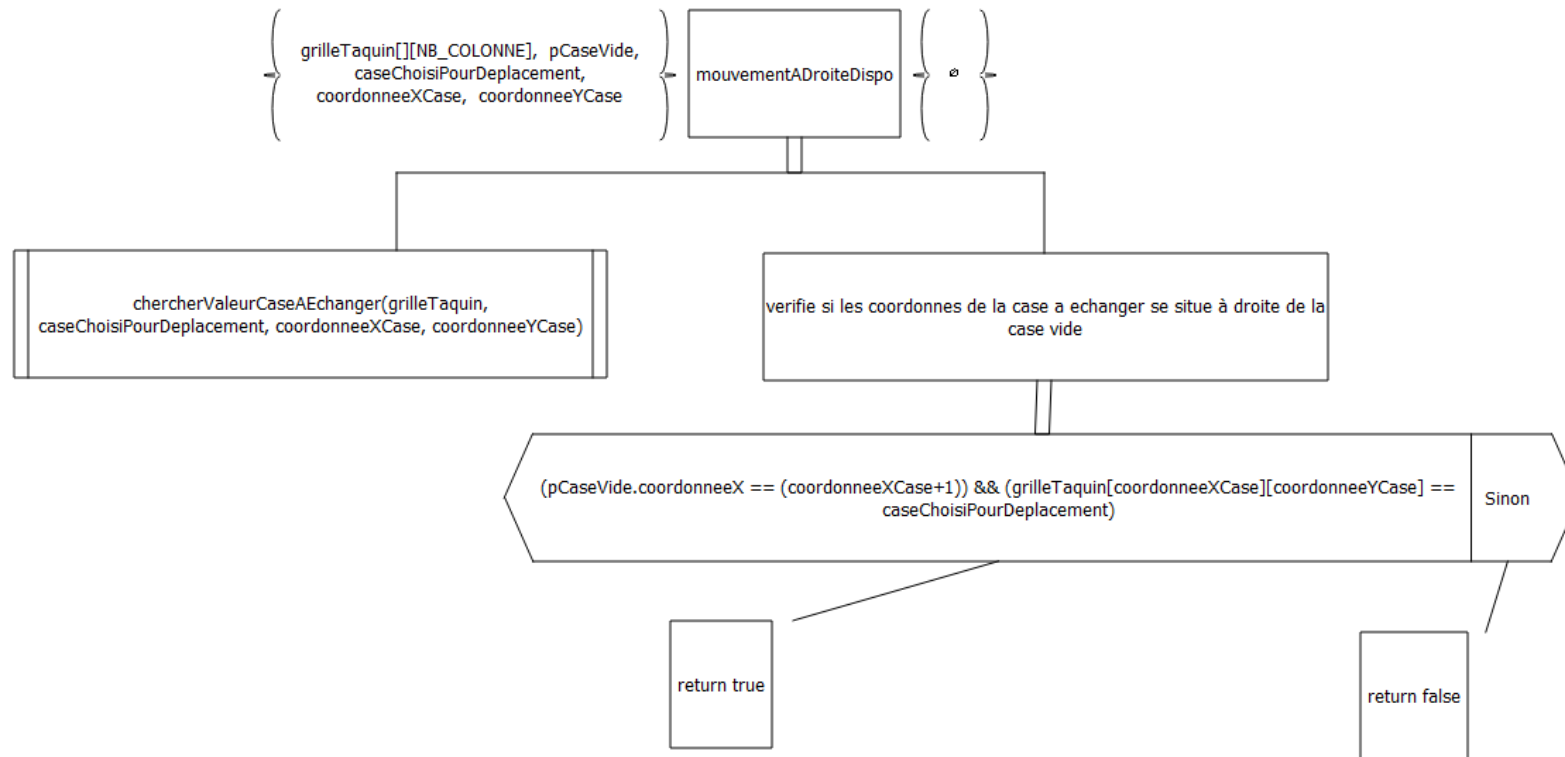 grilleTaquin[][NB_COLONNE], pCaseVide,
caseChoisiPourDeplacement,
coordonneeXCase, coordonneeYCase
mouvementADroiteDispo
ø
chercherValeurCaseAEchanger(grilleTaquin,
caseChoisiPourDeplacement, coordonneeXCase, coordonneeYCase)
verifie si les coordonnes de la case a echanger se situe à droite de la
case vide
(pCaseVide.coordonneeX == (coordonneeXCase+1)) && (grilleTaquin[coordonneeXCase][coordonneeYCase] ==
caseChoisiPourDeplacement)
Sinon
return true
return false